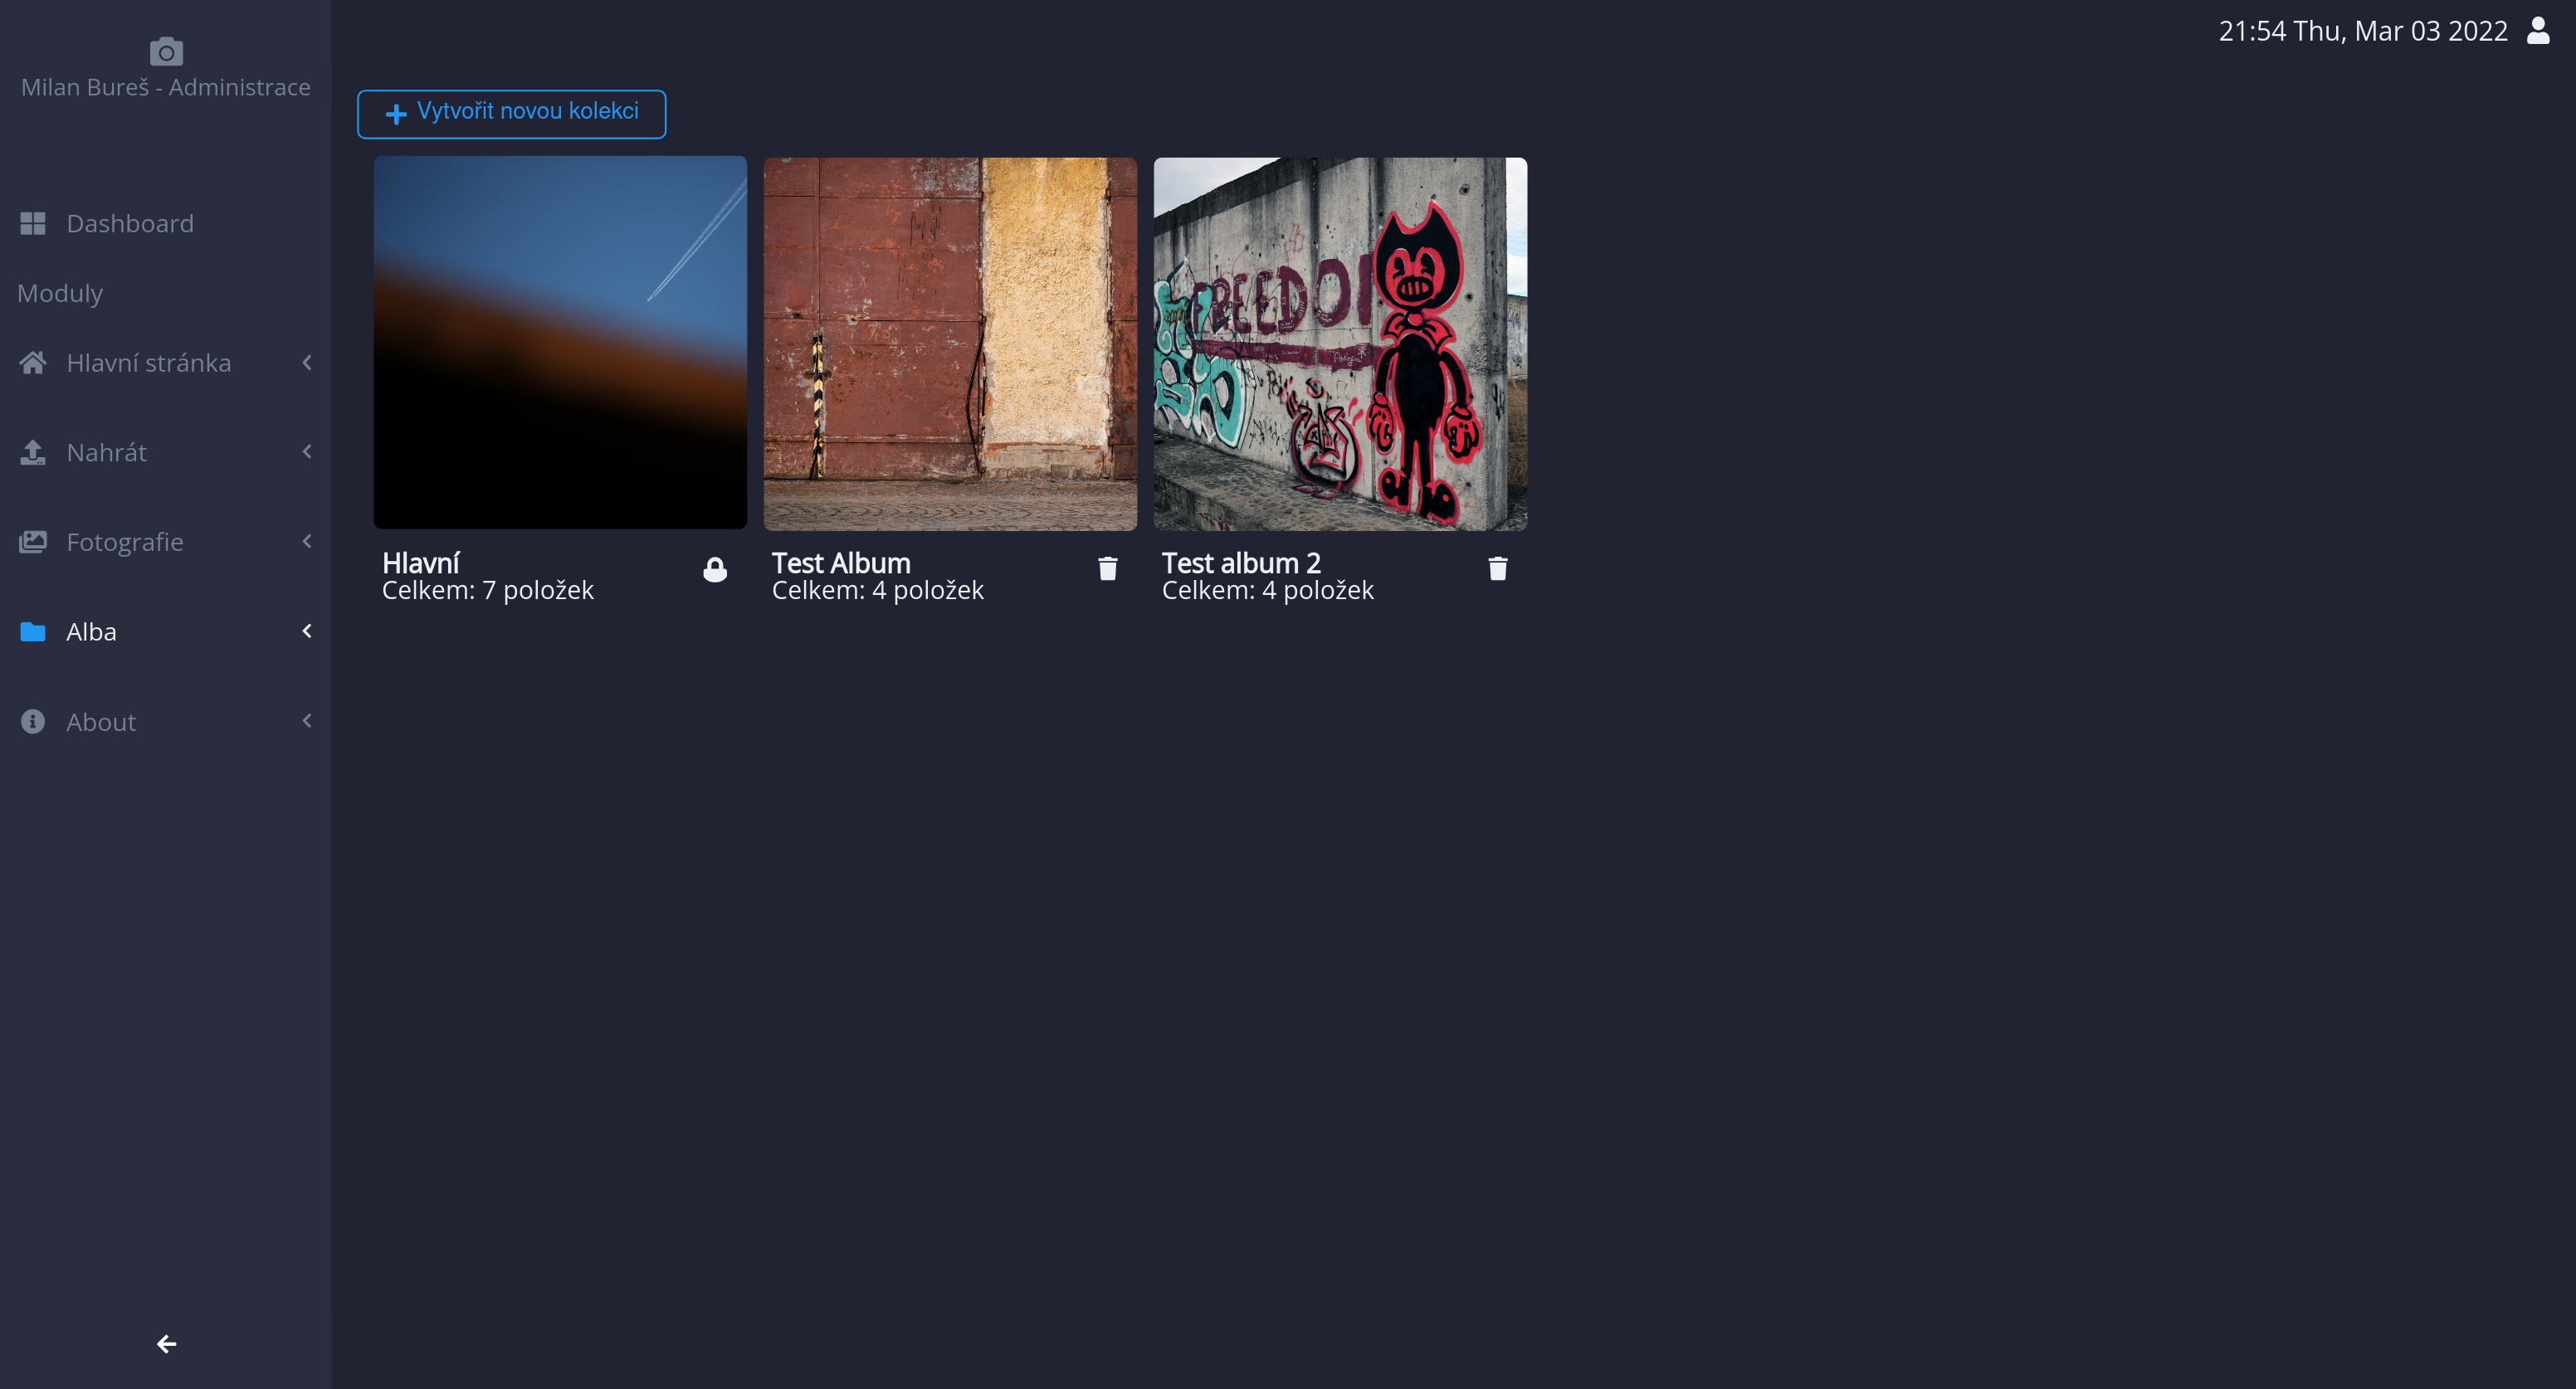 21:54 Thu, Mar 03 2022
Milan Bureš - Administrace
Dashboard
Moduly
Hlavní stránka
Nahrát
Fotografie
Alba
About
Vytvořit novou kolekci
FREEDOM
Hlavní
Celkem: 7 položek
Test Album
Celkem: 4 položek
Test album 2
Celkem: 4 položek